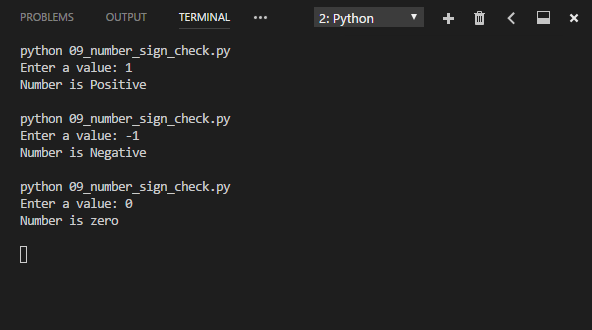 PROBLEMS OUTPUT TERMINAL ••• 2: Python
python 09_number_sign_check.py
Enter a value: 1
Number is Positive
python 09_number_sign_check.py
Enter a value: -1
Number is Negative
python 09_number_sign_check.py
Enter a value: 0
Number is zero